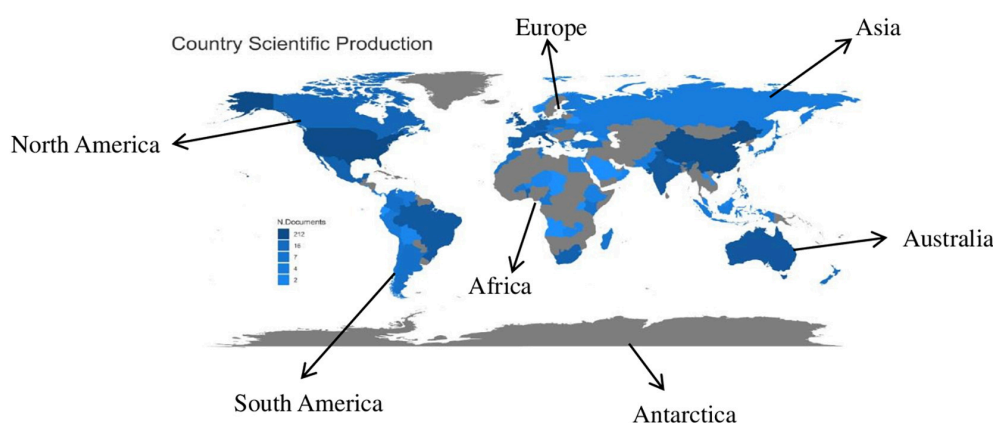 Europe
Asia
Country Scientific Production
North America
N.Documents
212
16
7
4
2
Australia
Africa
South America
Antarctica